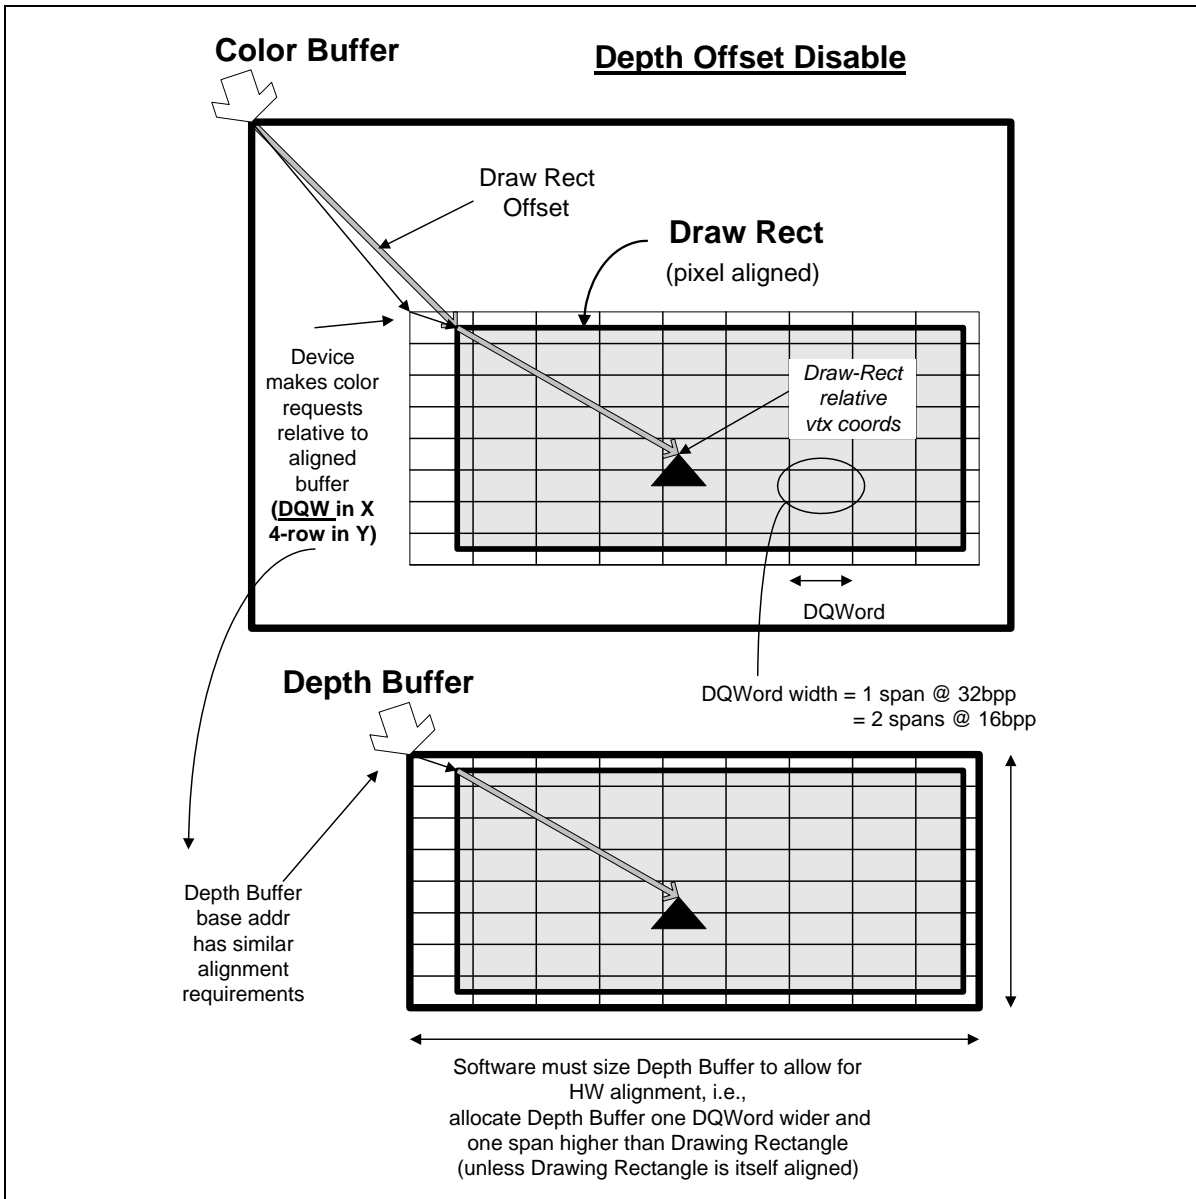 Color Buffer
Depth Offset Disable
Draw Rect
Offset
Draw Rect
(pixel aligned)
Device
makes color
requests
relative to
aligned
buffer
(DQW in X
4-row in Y)
Draw-Rect
relative
vtx coords
DQWord
DQWord width = 1 span @ 32bpp
= 2 spans @ 16bpp
Depth Buffer
Depth Buffer
base addr
has similar
alignment
requirements
Software must size Depth Buffer to allow for
HW alignment, i.e.,
allocate Depth Buffer one DQWord wider and
one span higher than Drawing Rectangle
(unless Drawing Rectangle is itself aligned)